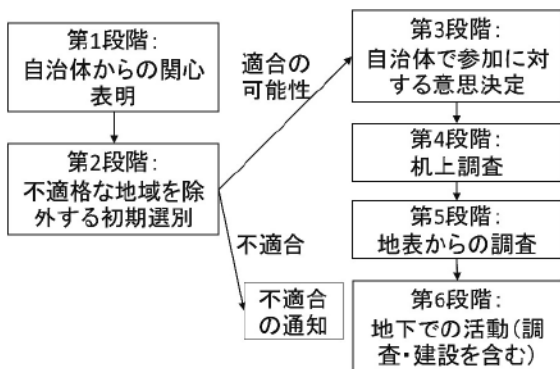 第1段階:
自治体からの関心
表明
第2段階:
不適格な地域を除
外する初期選別
適合の
可能性
不適合
不適合
の通知
第3段階:
自治体で参加に対
する意思決定
第4段階:
机上調査
第5段階:
地表からの調査
第6段階:
地下での活動(調
査・建設を含む)